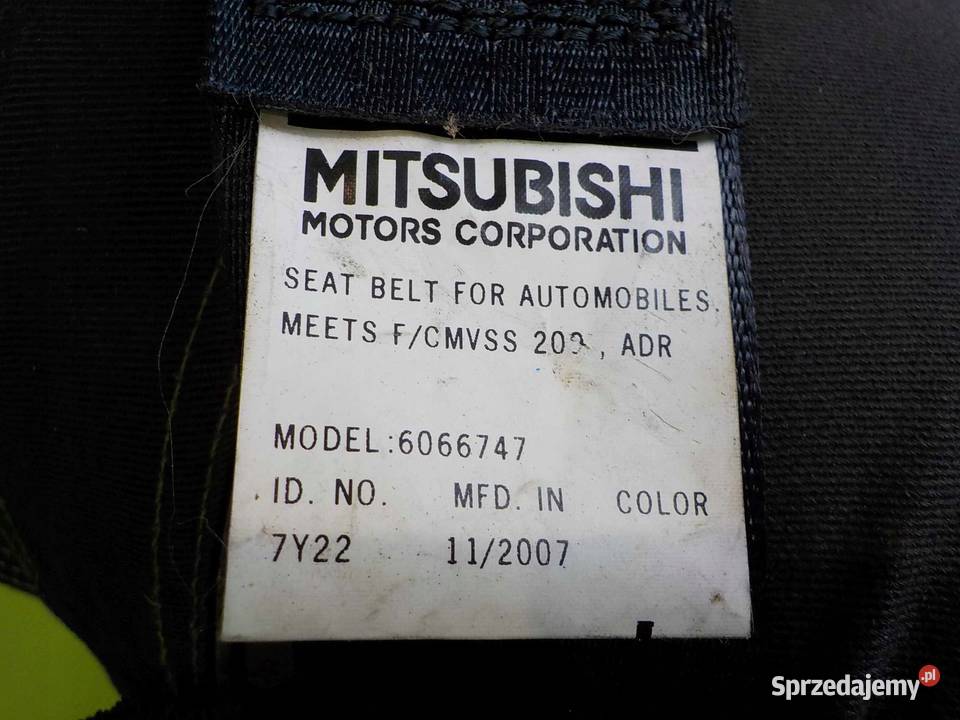 MITSUBISHI
MOTORS CORPORATION
SEAT BELT FOR AUTOMOBILES.
MEETS F/CMVSS , ADR
MODEL:6066747
ID. NO. MFD. IN COLOR
7Y22 11/2007
Sprzedajemy.pl